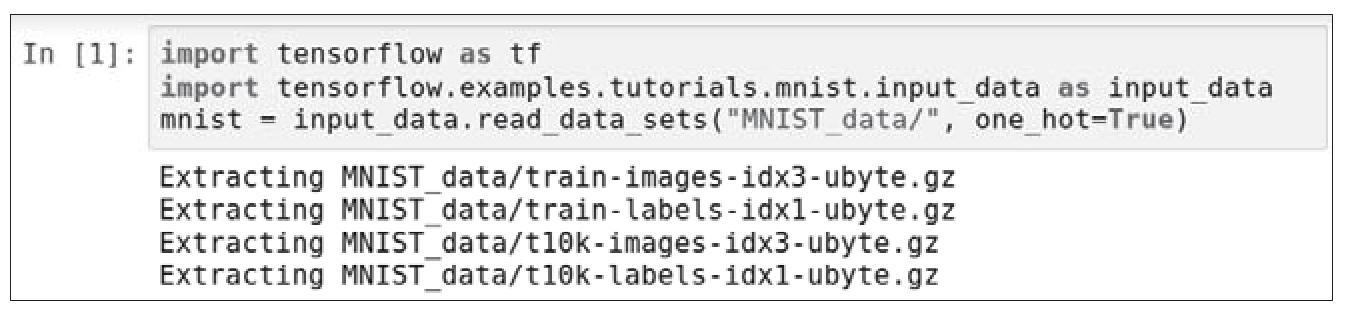 In [1]: import tensorflow as tf
import tensorflow.examples.tutorials.mnist.input_data as input_data
mnist = input_data.read_data_sets("MNIST_data/", one_hot=True)
Extracting MNIST_data/train-images-idx3-ubyte.gz
Extracting MNIST_data/train-labels-idx1-ubyte.gz
Extracting MNIST_data/t10k-images-idx3-ubyte.gz
Extracting MNIST_data/t10k-labels-idx1-ubyte.gz